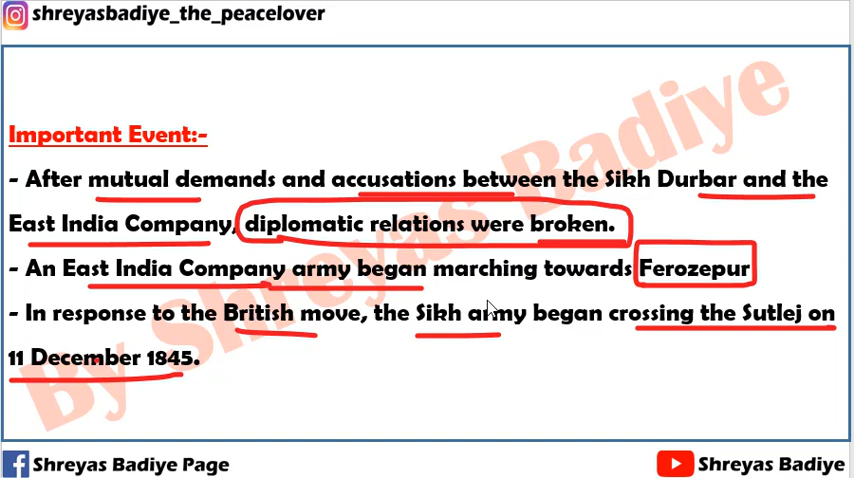 shreyasbadiye_the_peacelover
Important Event:-
- After mutual demands and accusations between the Sikh Durbar and the
East India Company, diplomatic relations were broken.
- An East India Company army began marching towards Ferozepur
- In response to the British move, the Sikh army began crossing the Sutlej on
11 December 1845.
By - Shreyas Badiye
Shreyas Badiye Page
Shreyas Badiye